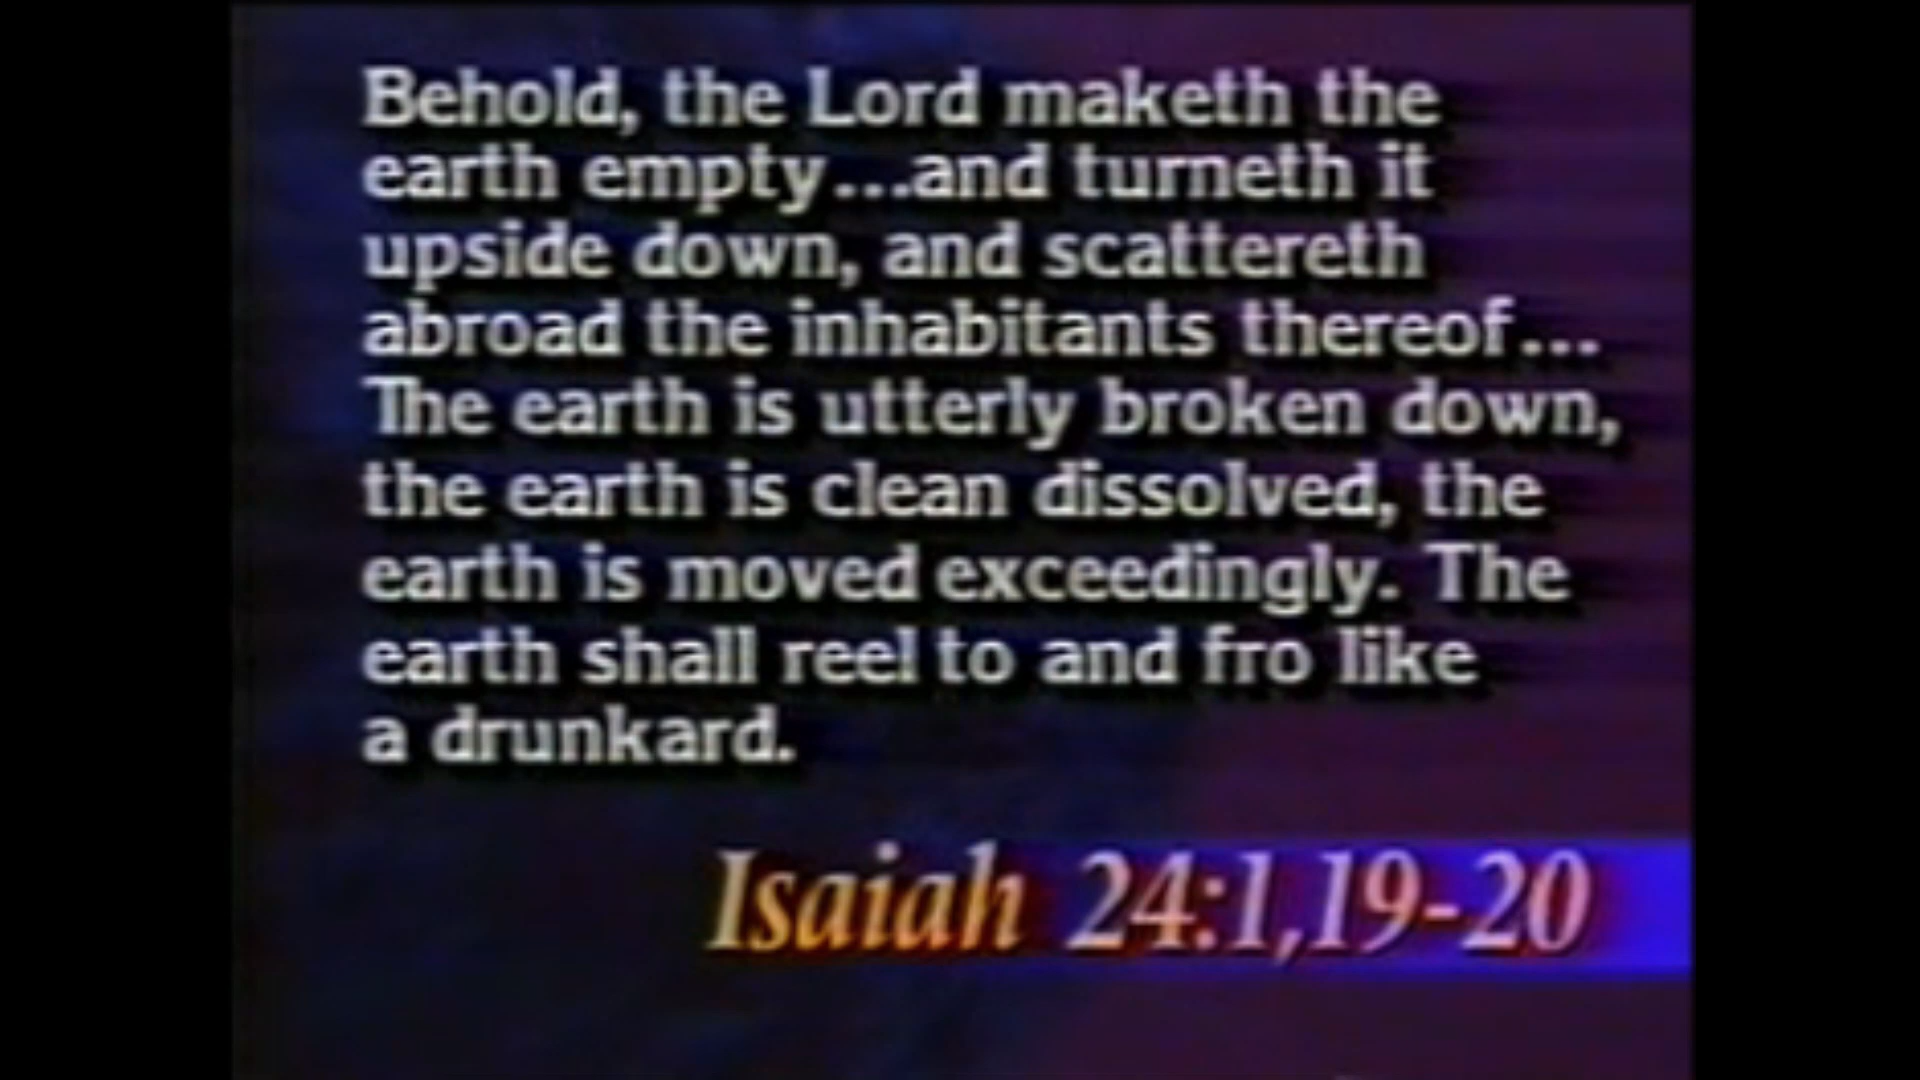 Behold, the Lord maketh the
earth empty...and turneth it
upside down, and scattereth
abroad the inhabitants thereof...
The earth is utterly broken down,
the earth is clean dissolved, the
earth is moved exceedingly. The
earth shall reel to and fro like
a drunkard.
Isaiah 24:1,19-20